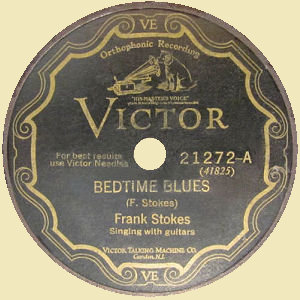 VE
Orthophonic Recording
"HIS MASTER'S VOICE"
VICTOR
For best results
use Victor Needles
21272-A
(41825)
BEDTIME BLUES
(F. Stokes)
Frank Stokes
Singing with guitars
VICTOR TALKING MACHINE CO.
Camden, N.J.
VE